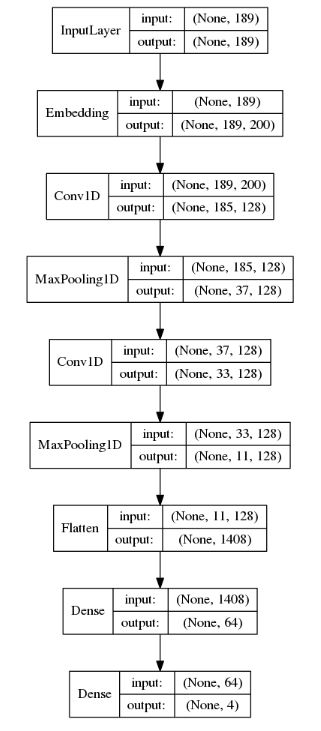 InputLayer input: (None, 189)
output: (None, 189)
Embedding input: (None, 189)
output: (None, 189, 200)
Conv1D input: (None, 189, 200)
output: (None, 185, 128)
MaxPooling1D input: (None, 185, 128)
output: (None, 37, 128)
Conv1D input: (None, 37, 128)
output: (None, 33, 128)
MaxPooling1D input: (None, 33, 128)
output: (None, 11, 128)
Flatten input: (None, 11, 128)
output: (None, 1408)
Dense input: (None, 1408)
output: (None, 64)
Dense input: (None, 64)
output: (None, 4)